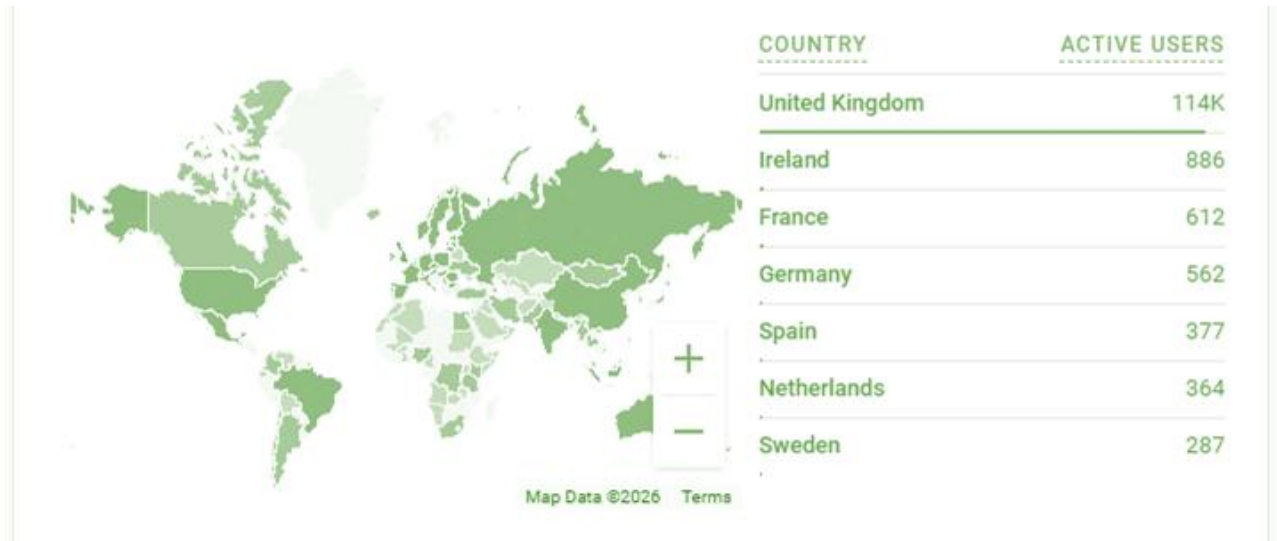 COUNTRY ACTIVE USERS
United Kingdom 114K
Ireland 886
France 612
Germany 562
Spain 377
Netherlands 364
Sweden 287
+
−
Map Data ©2026 Terms